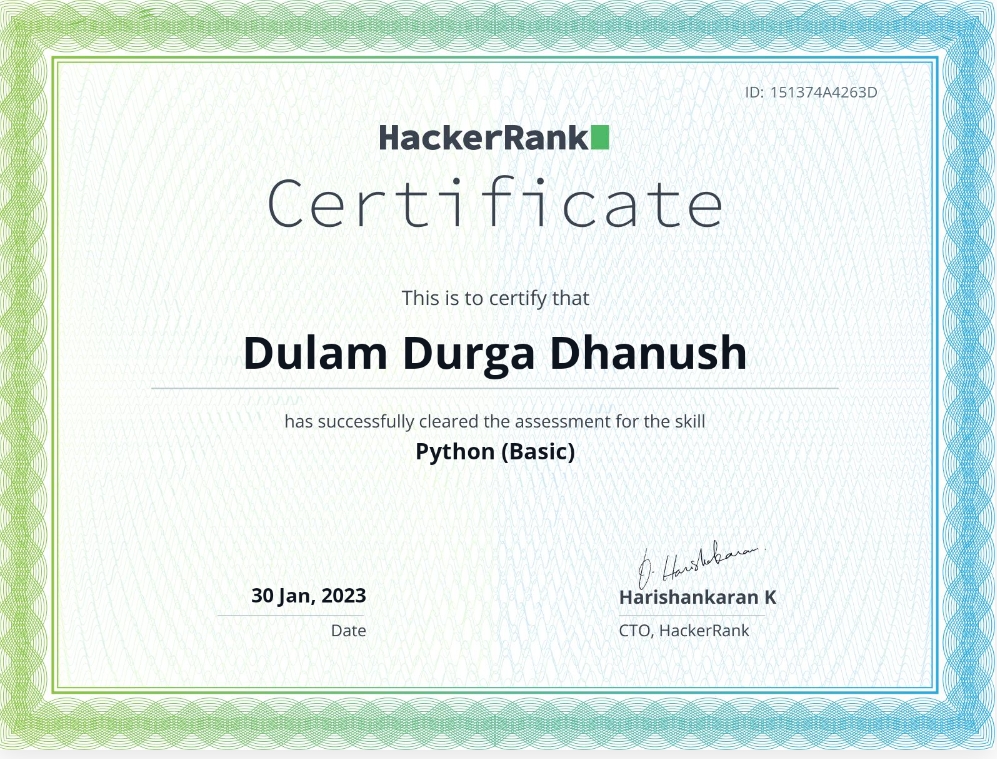 ID: 151374A4263D
HackerRank
Certificate
This is to certify that
Dulam Durga Dhanush
has successfully cleared the assessment for the skill
Python (Basic)
30 Jan, 2023
Date
Harishankaran K
CTO, HackerRank